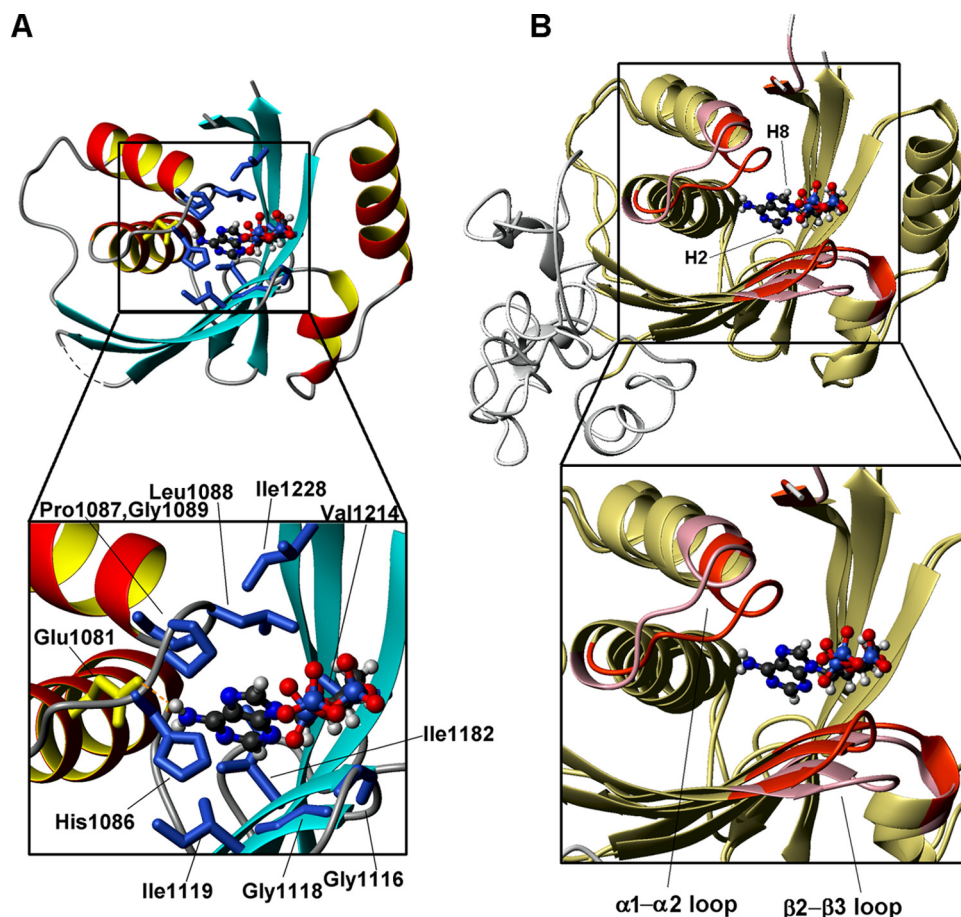 A
B
H8
H2
Leu1088
Ile1228
Pro1087,Gly1089
Val1214
Glu1081
Ile1182
His1086
Gly1116
Ile1119
Gly1118
α1–α2 loop
β2–β3 loop